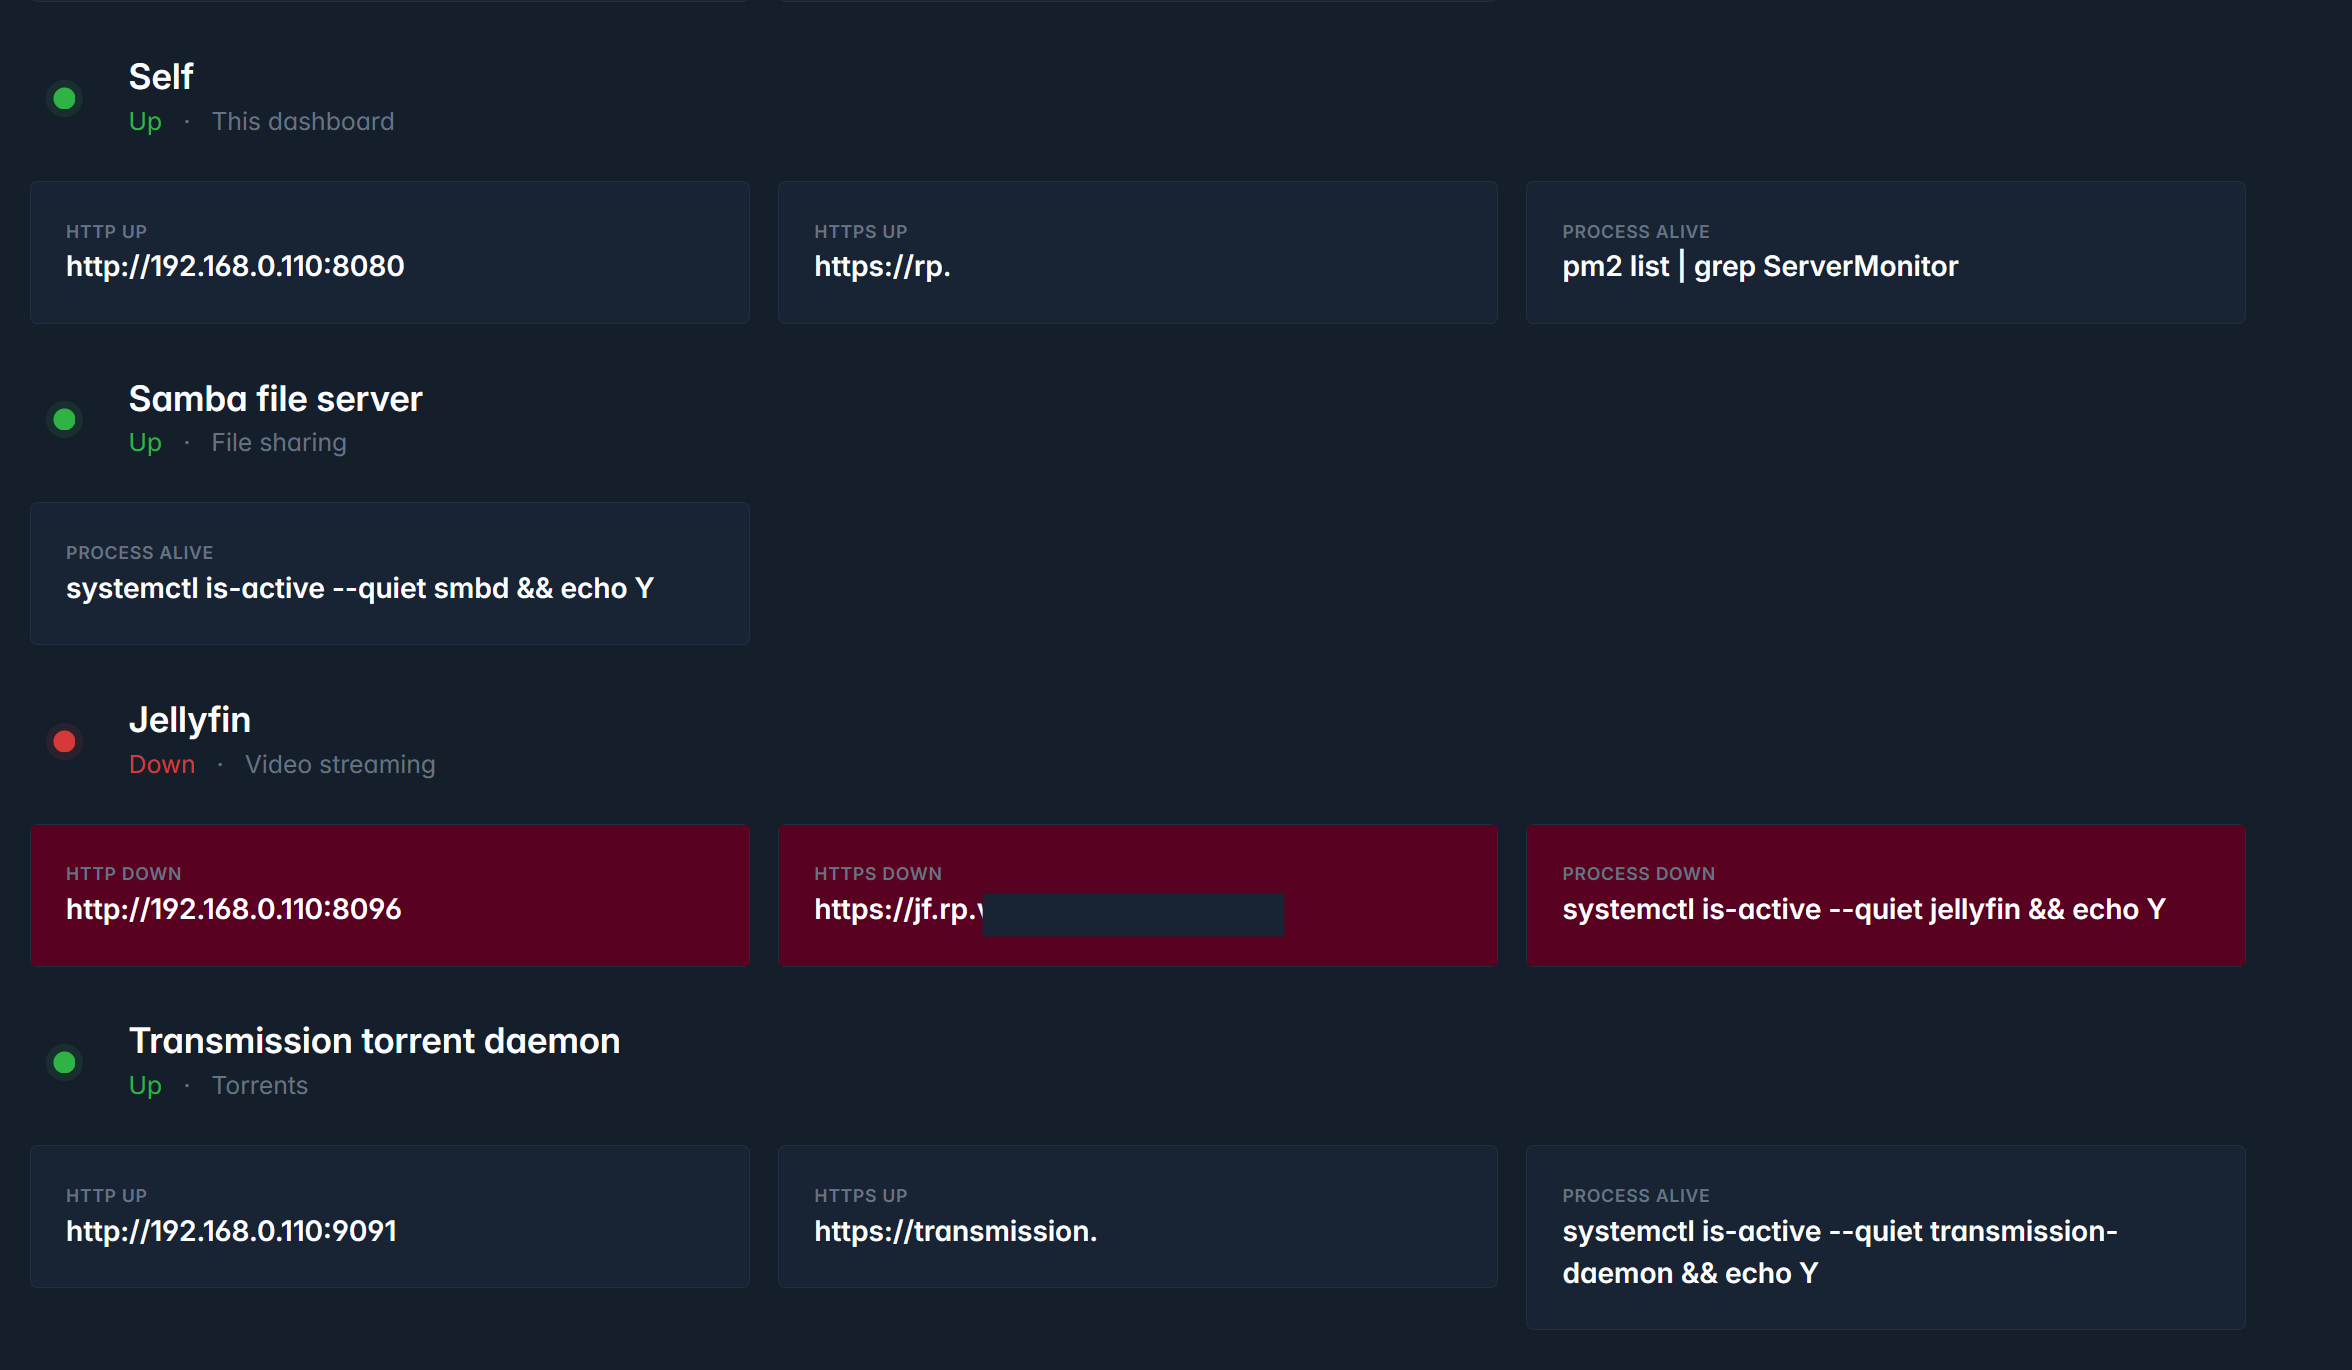 Self
Up · This dashboard
HTTP UP
http://192.168.0.110:8080
HTTPS UP
https://rp.
PROCESS ALIVE
pm2 list | grep ServerMonitor
Samba file server
Up · File sharing
PROCESS ALIVE
systemctl is-active --quiet smbd && echo Y
Jellyfin
Down · Video streaming
HTTP DOWN
http://192.168.0.110:8096
HTTPS DOWN
https://jf.rp.
PROCESS DOWN
systemctl is-active --quiet jellyfin && echo Y
Transmission torrent daemon
Up · Torrents
HTTP UP
http://192.168.0.110:9091
HTTPS UP
https://transmission.
PROCESS ALIVE
systemctl is-active --quiet transmission-
daemon && echo Y